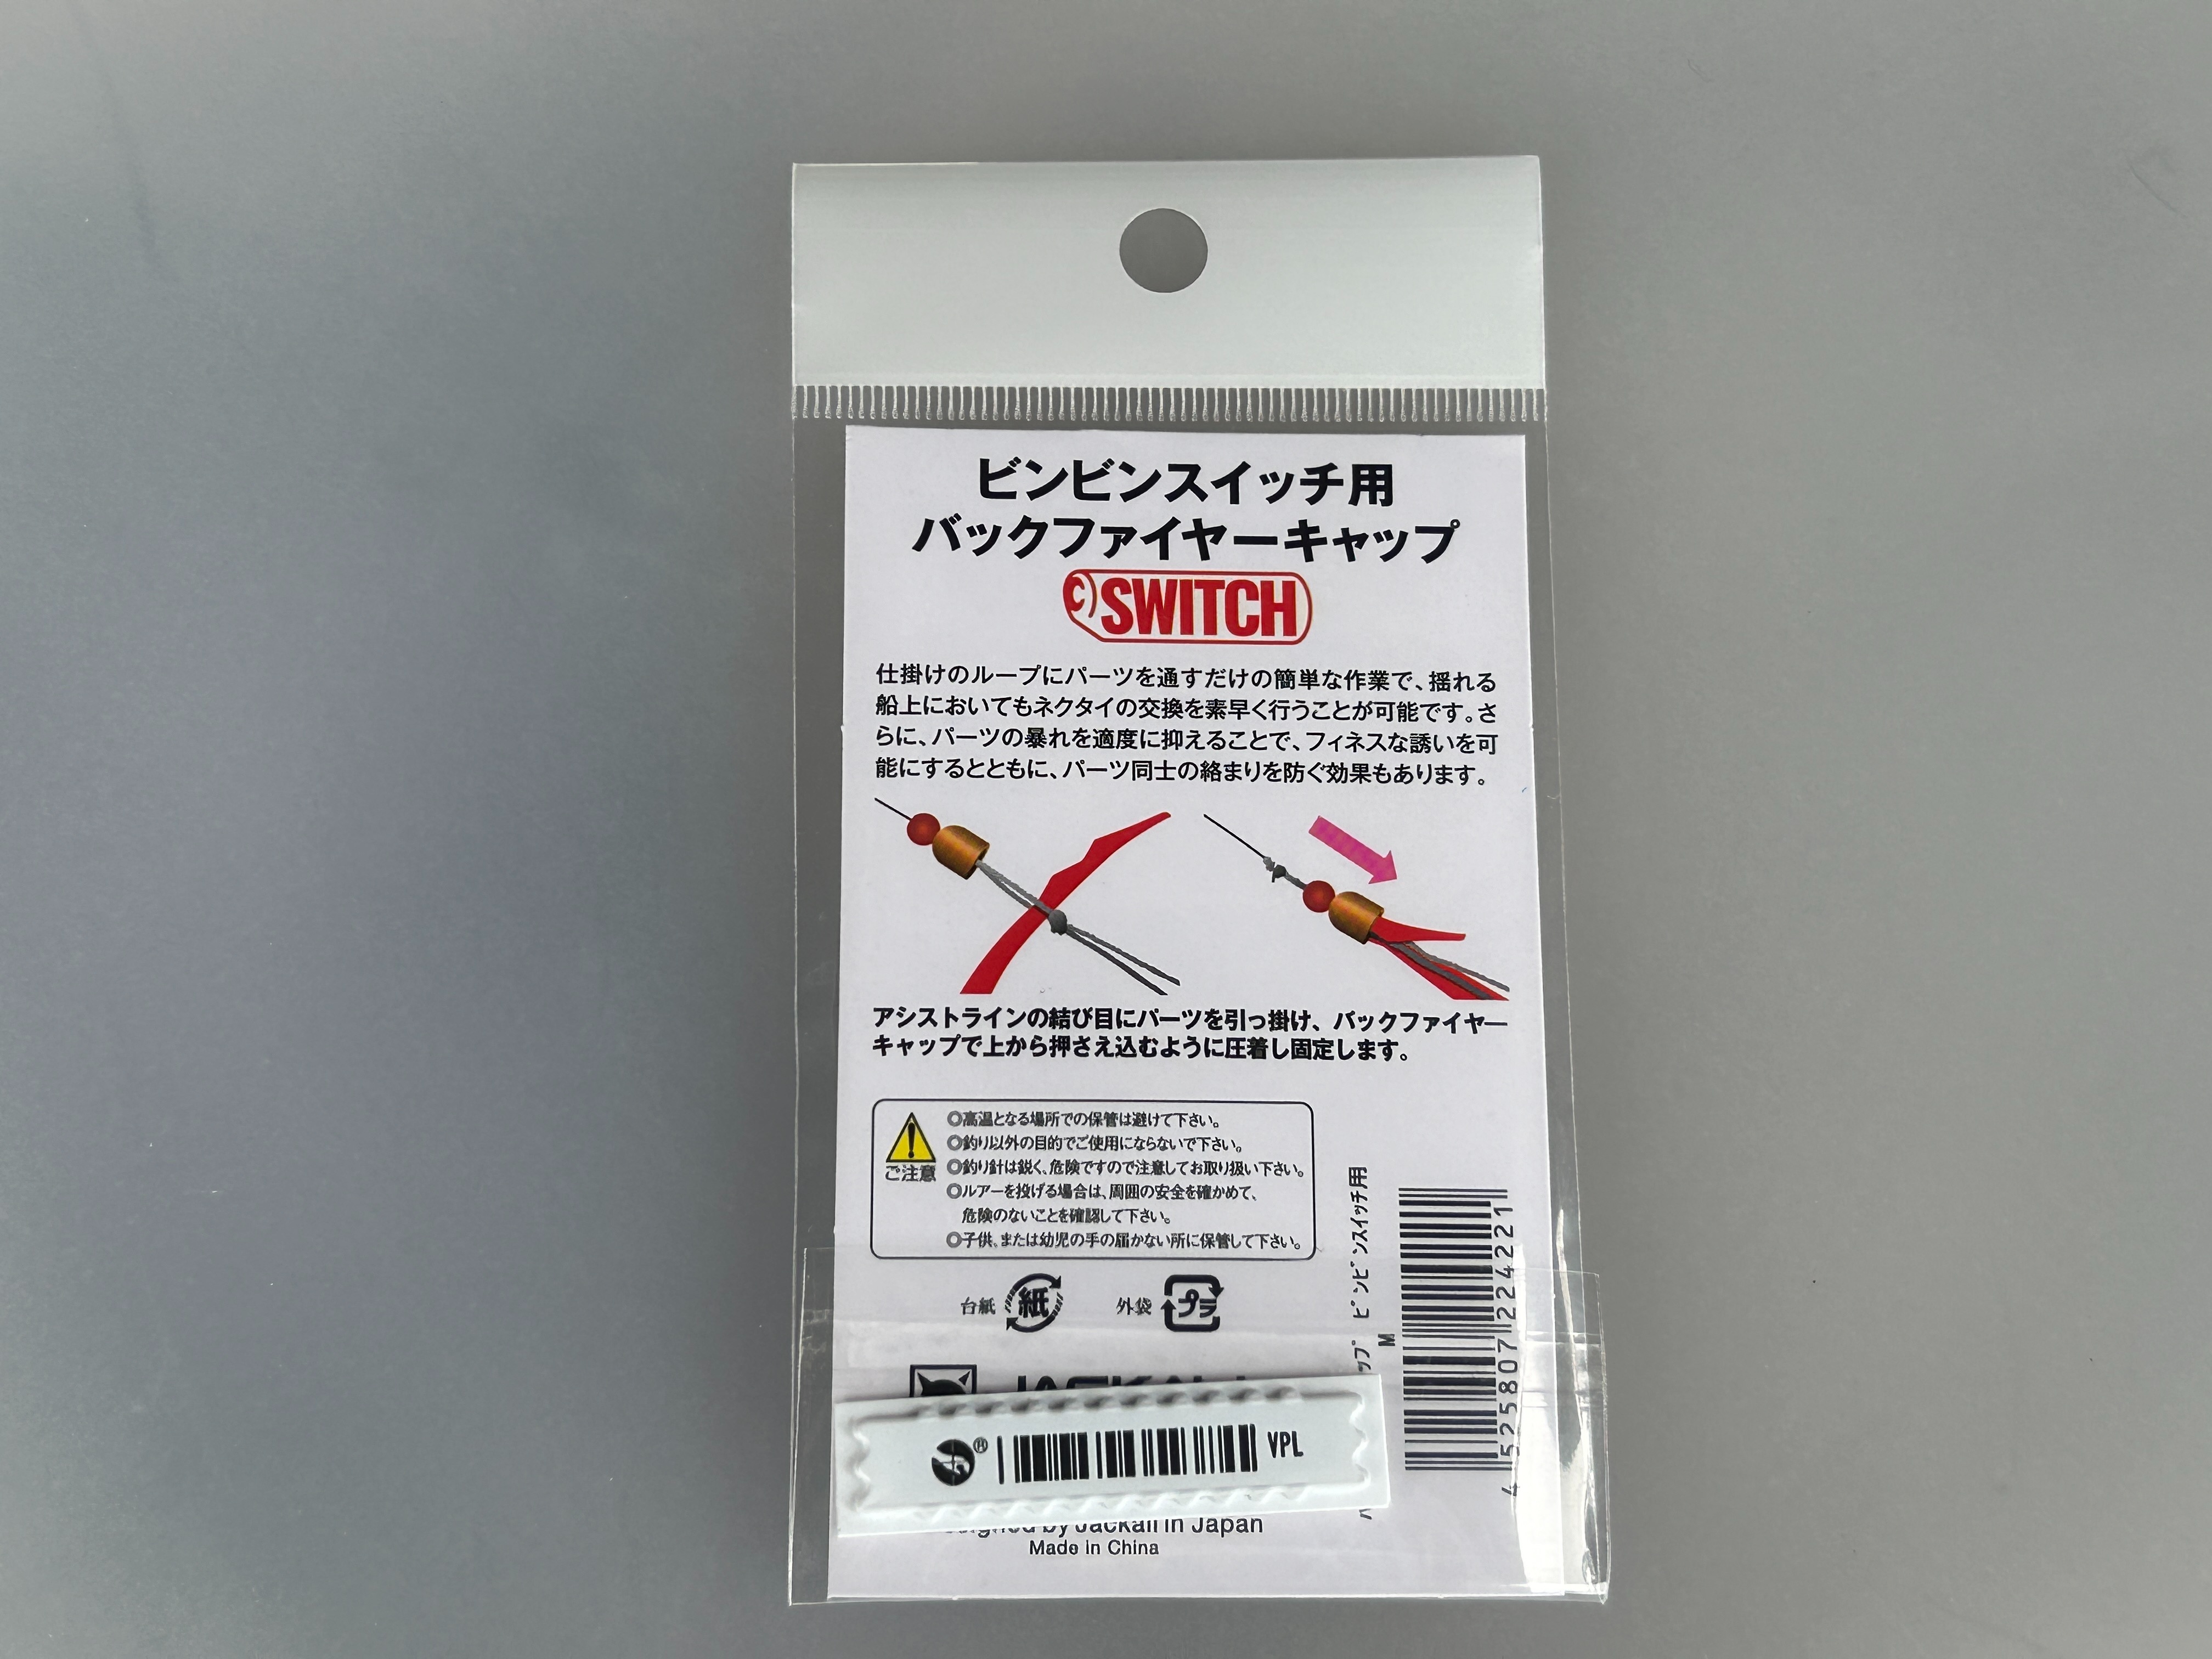 ビンビンスイッチ用
バックファイヤーキャップ
SWITCH
仕掛けのループにパーツを通すだけの簡単な作業で、揺れる
船上においてもネクタイの交換を素早く行うことが可能です。さ
らに、パーツの暴れを適度に抑えることで、フィネスな誘いを可
能にするとともに、パーツ同士の絡まりを防ぐ効果もあります。
アシストラインの結び目にパーツを引っ掛け、バックファイヤー
キャップで上から押さえ込むように圧着し固定します。
ご注意
◎高温となる場所での保管は避けて下さい。
◎釣り以外の目的でご使用にならないで下さい。
◎釣り針は鋭く、危険ですので注意してお取り扱い下さい。
◎ルアーを投げる場合は、周囲の安全を確かめて、
危険のないことを確認して下さい。
◎子供、または幼児の手の届かない所に保管して下さい。
台紙 紙
外袋 プラ
ビンビンスイッチ用
M
4 525807 224221
® VPL
by Jackall in Japan
Made in China